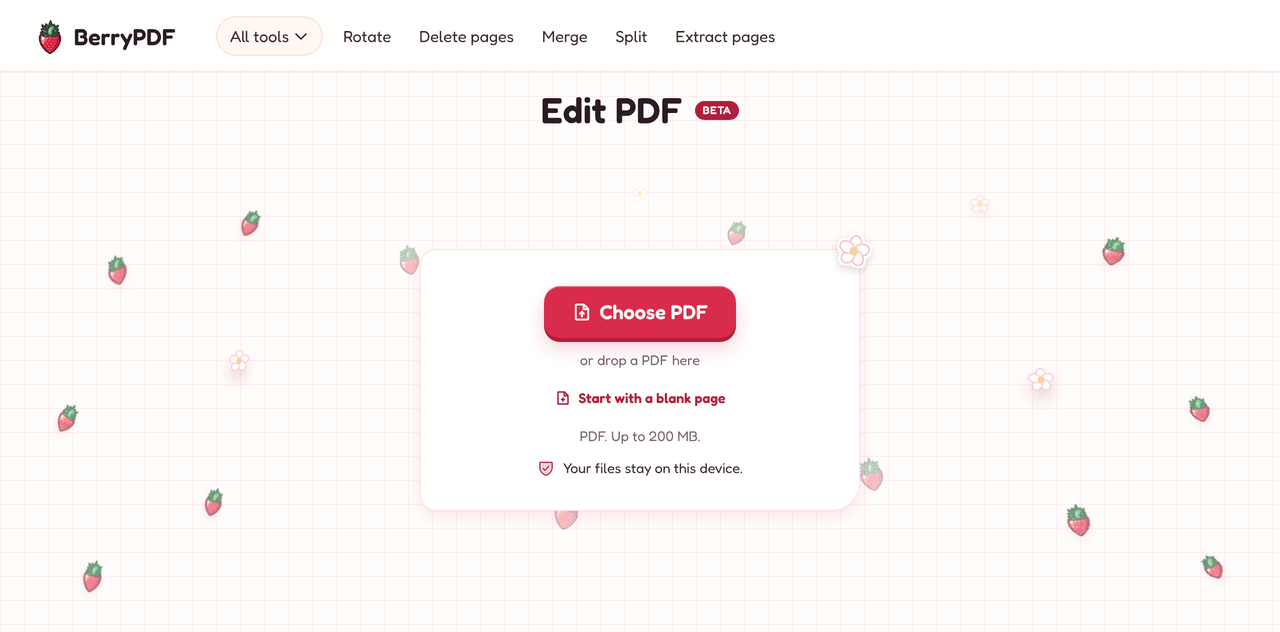 BerryPDF
All tools
Rotate
Delete pages
Merge
Split
Extract pages
Edit PDF
BETA
Choose PDF
or drop a PDF here
Start with a blank page
PDF. Up to 200 MB.
Your files stay on this device.